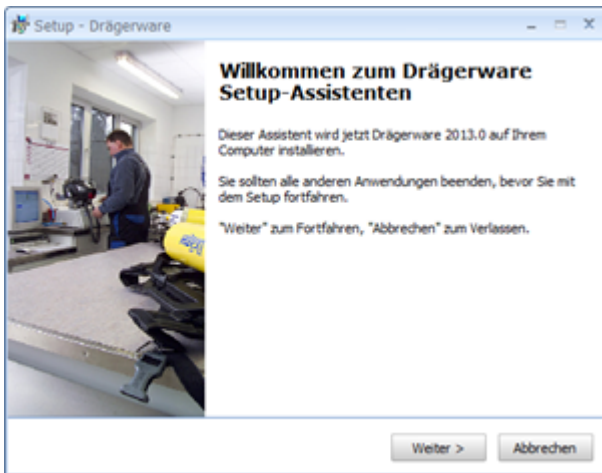 Setup - Drägerware
Willkommen zum Drägerware
Setup-Assistenten
Dieser Assistent wird jetzt Drägerware 2013.0 auf Ihrem
Computer installieren.
Sie sollten alle anderen Anwendungen beenden, bevor Sie mit
dem Setup fortfahren.
"Weiter" zum Fortfahren, "Abbrechen" zum Verlassen.
Weiter >
Abbrechen